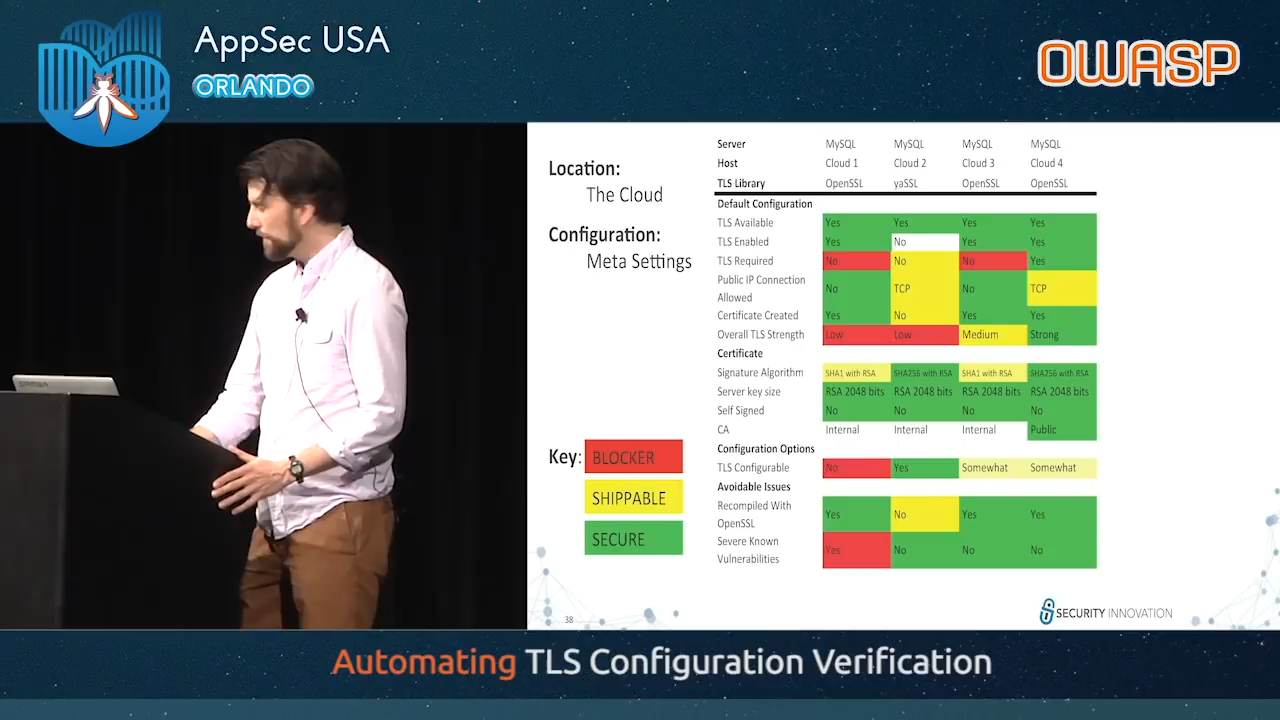 AppSec USA
ORLANDO
OWASP
Location:
The Cloud
Configuration:
Meta Settings
Key:
BLOCKER
SHIPPABLE
SECURE
Server MySQL MySQL MySQL MySQL
Host Cloud 1 Cloud 2 Cloud 3 Cloud 4
TLS Library OpenSSL yaSSL OpenSSL OpenSSL
Default Configuration
TLS Available Yes Yes Yes Yes
TLS Enabled Yes No Yes Yes
TLS Required No No No Yes
Public IP Connection
Allowed No TCP No TCP
Certificate Created Yes No Yes Yes
Overall TLS Strength Low Low Medium Strong
Certificate
Signature Algorithm SHA1 with RSA SHA256 with RSA SHA1 with RSA SHA256 with RSA
Server key size RSA 2048 bits RSA 2048 bits RSA 2048 bits RSA 2048 bits
Self Signed No No No No
CA Internal Internal Internal Public
Configuration Options
TLS Configurable No Yes Somewhat Somewhat
Avoidable Issues
Recompiled With
OpenSSL Yes No Yes Yes
Severe Known
Vulnerabilities Yes No No No
38
SECURITY INNOVATION
Automating TLS Configuration Verification